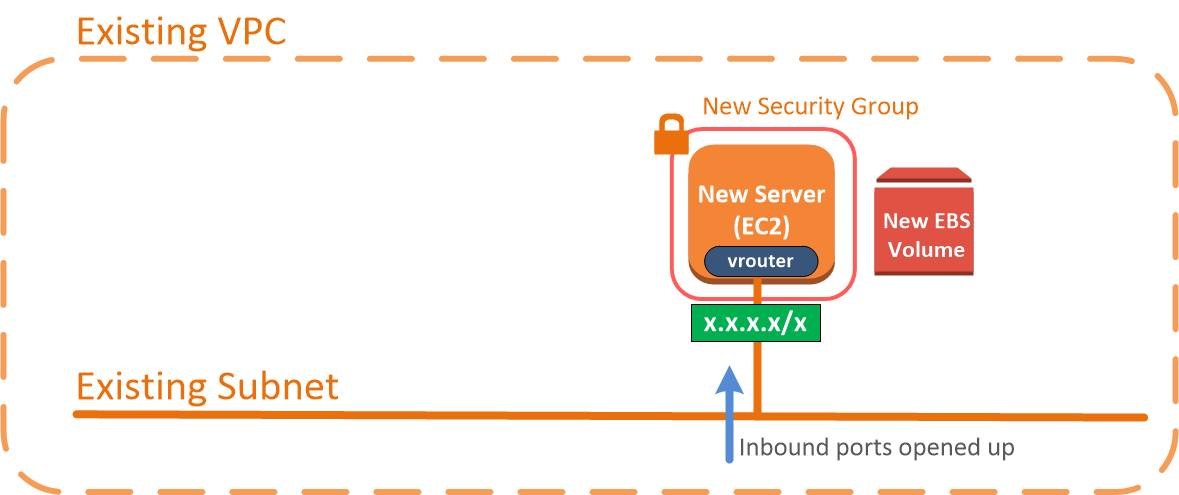 Existing VPC
New Security Group
New Server
(EC2)
vrouter
New EBS
Volume
x.x.x.x/x
Existing Subnet
Inbound ports opened up